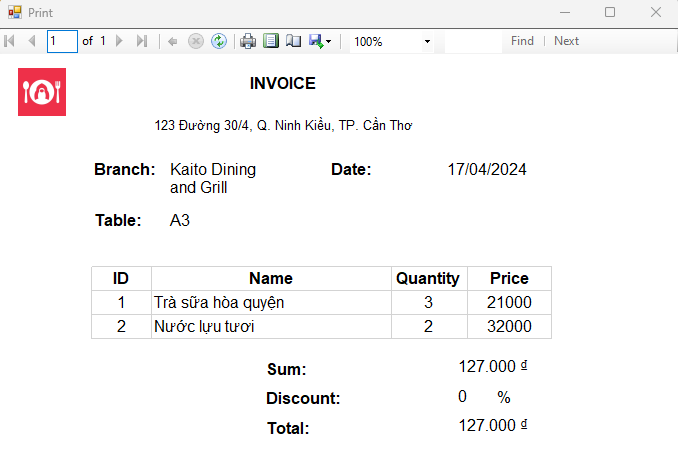 Print
1 of 1 100% Find | Next
INVOICE
123 Đường 30/4, Q. Ninh Kiều, TP. Cần Thơ
Branch: Kaito Dining and Grill Date: 17/04/2024
Table: A3
ID Name Quantity Price
1 Trà sữa hòa quyện 3 21000
2 Nước lựu tươi 2 32000
Sum: 127.000 ₫
Discount: 0 %
Total: 127.000 ₫